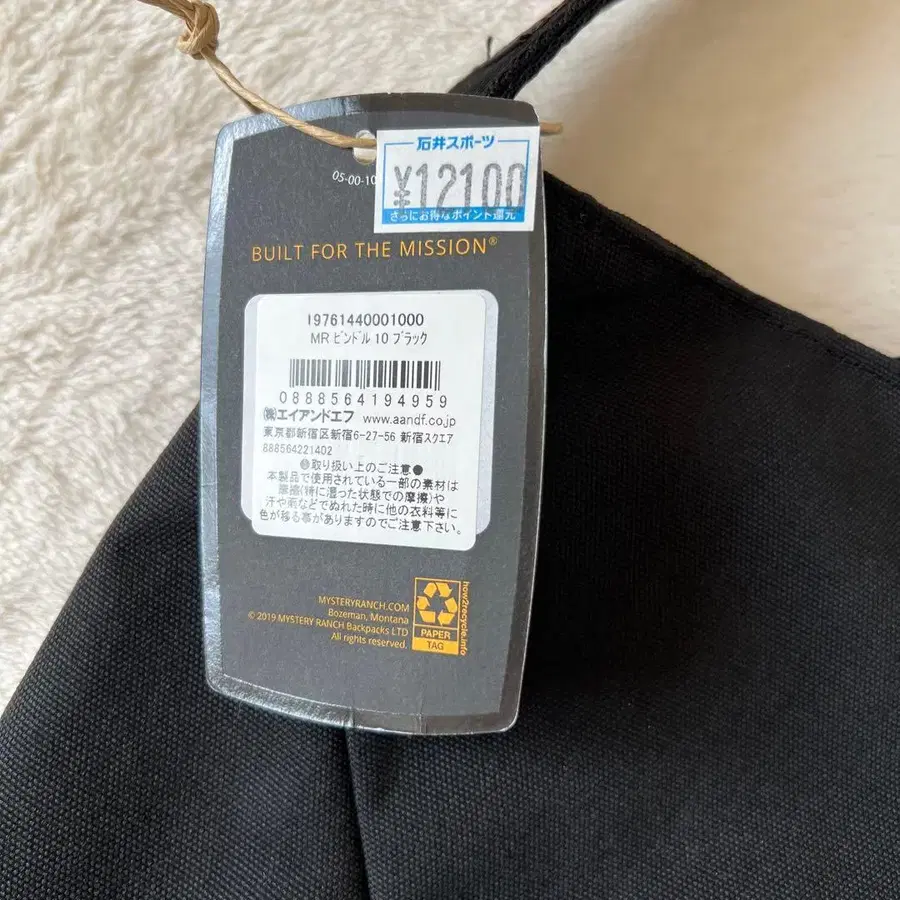 石井スポーツ
¥12100
さらにお得なポイント還元
05-00-10
BUILT FOR THE MISSION®
19761440001000
MR ビンドル 10 ブラック
0888564194959
㈱エイアンドエフ www.aandf.co.jp
東京都新宿区新宿6-27-56 新宿スクエア
888564221402
●取り扱い上のご注意●
本製品で使用されている一部の素材は
摩擦(特に湿った状態での摩擦)や
汗や雨などでぬれた時に他の衣料等に
色が移る事がありますのでご注意下さい。
MYSTERYRANCH.COM
Bozeman, Montana
© 2019 MYSTERY RANCH Backpacks LTD
All rights reserved.
PAPER
TAG
how2recycle.info